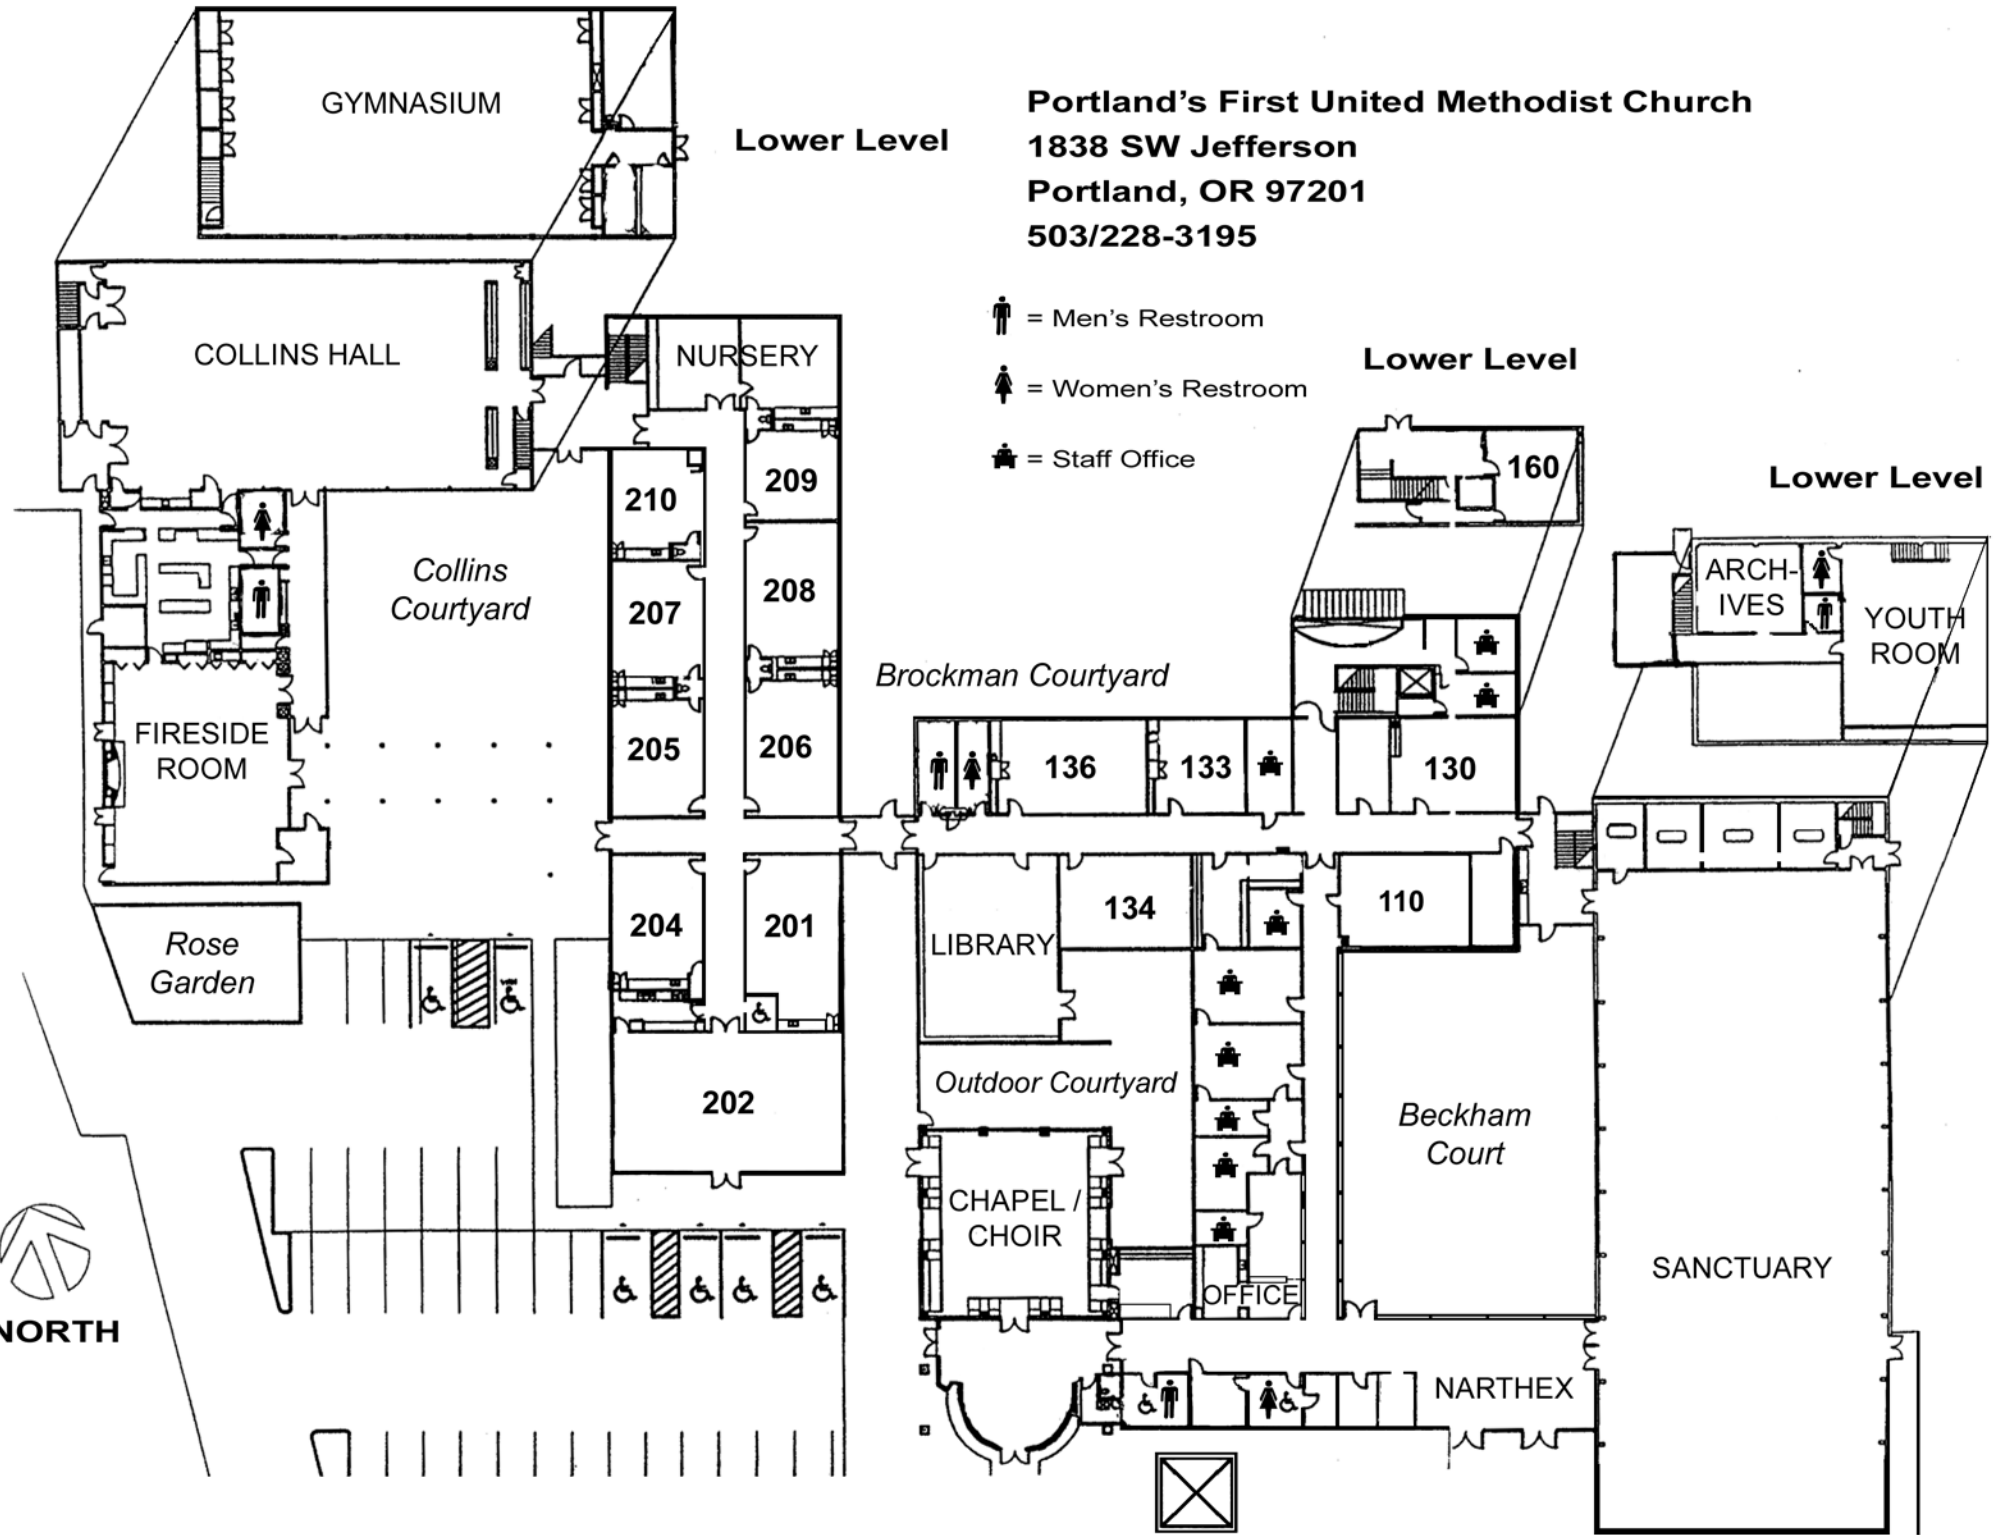 GYMNASIUM
Lower Level
Portland's First United Methodist Church
1838 SW Jefferson
Portland, OR 97201
503/228-3195
= Men's Restroom
= Women's Restroom
= Staff Office
COLLINS HALL
NURSERY
Lower Level
160
Lower Level
209
210
208
207
Collins
Courtyard
ARCH-
IVES
YOUTH
ROOM
Brockman Courtyard
FIRESIDE
ROOM
205
206
136
133
130
204
201
LIBRARY
134
110
Rose
Garden
202
Outdoor Courtyard
Beckham
Court
CHAPEL /
CHOIR
OFFICE
SANCTUARY
NORTH
NARTHEX